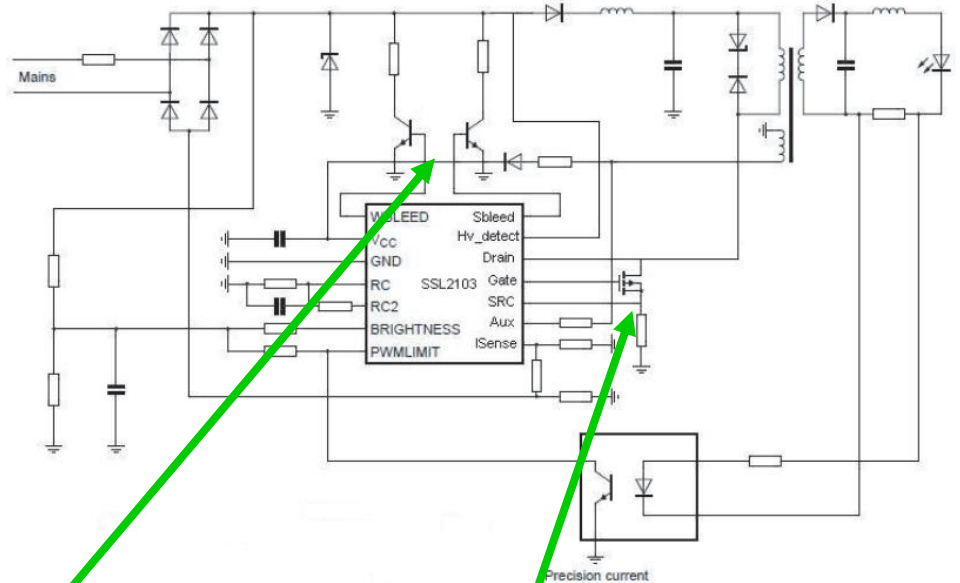 Mains
WBLEED
Sbleed
VCC
Hv_detect
GND
Drain
RC
SSL2103
Gate
RC2
SRC
BRIGHTNESS
Aux
PWMLIMIT
ISense
Precision current